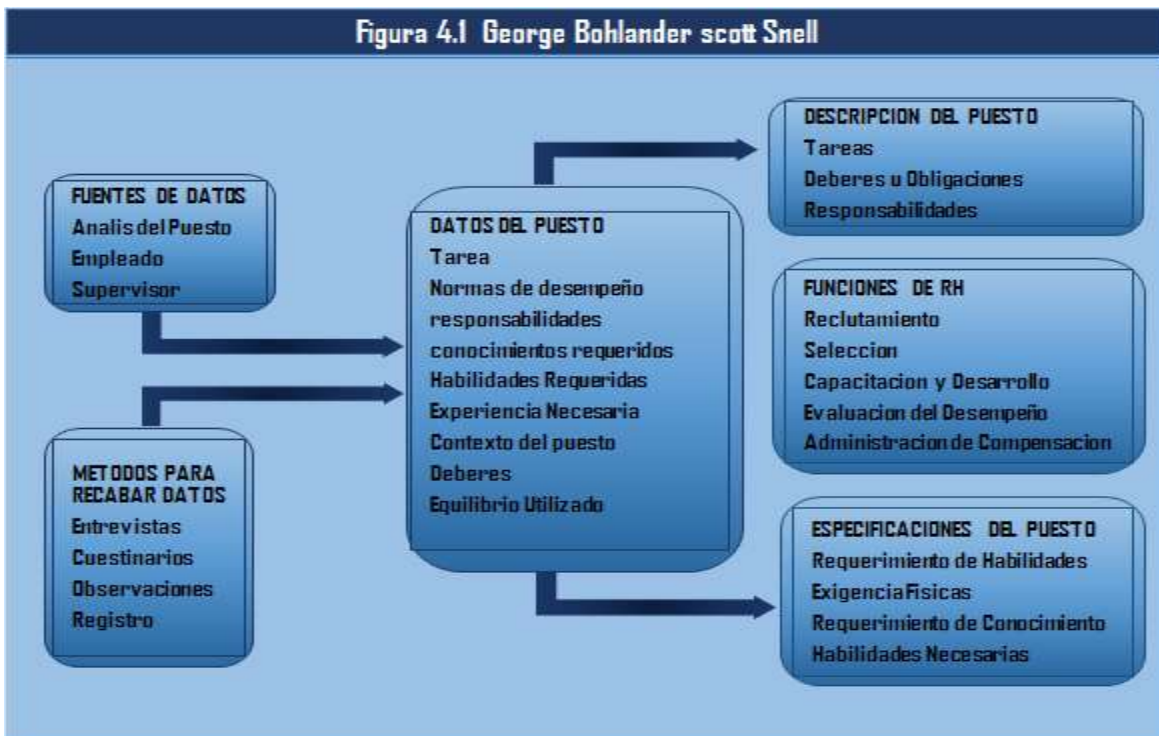 Figura 4.1 George Bohlander scott Snell
FUENTES DE DATOS
Analis del Puesto
Empleado
Supervisor
METODOS PARA
RECABAR DATOS
Entrevistas
Cuestinarios
Observaciones
Registro
DATOS DEL PUESTO
Tarea
Normas de desempeño
responsabilidades
conocimientos requeridos
Habilidades Requeridas
Experiencia Necesaria
Contexto del puesto
Deberes
Equilibrio Utilizado
DESCRIPCION DEL PUESTO
Tareas
Deberes u Obligaciones
Responsabilidades
FUNCIONES DE RH
Reclutamiento
Seleccion
Capacitacion y Desarrollo
Evaluacion del Desempeño
Administracion de Compensacion
ESPECIFICACIONES DEL PUESTO
Requerimiento de Habilidades
Exigencia Fisicas
Requerimiento de Conocimiento
Habilidades Necesarias